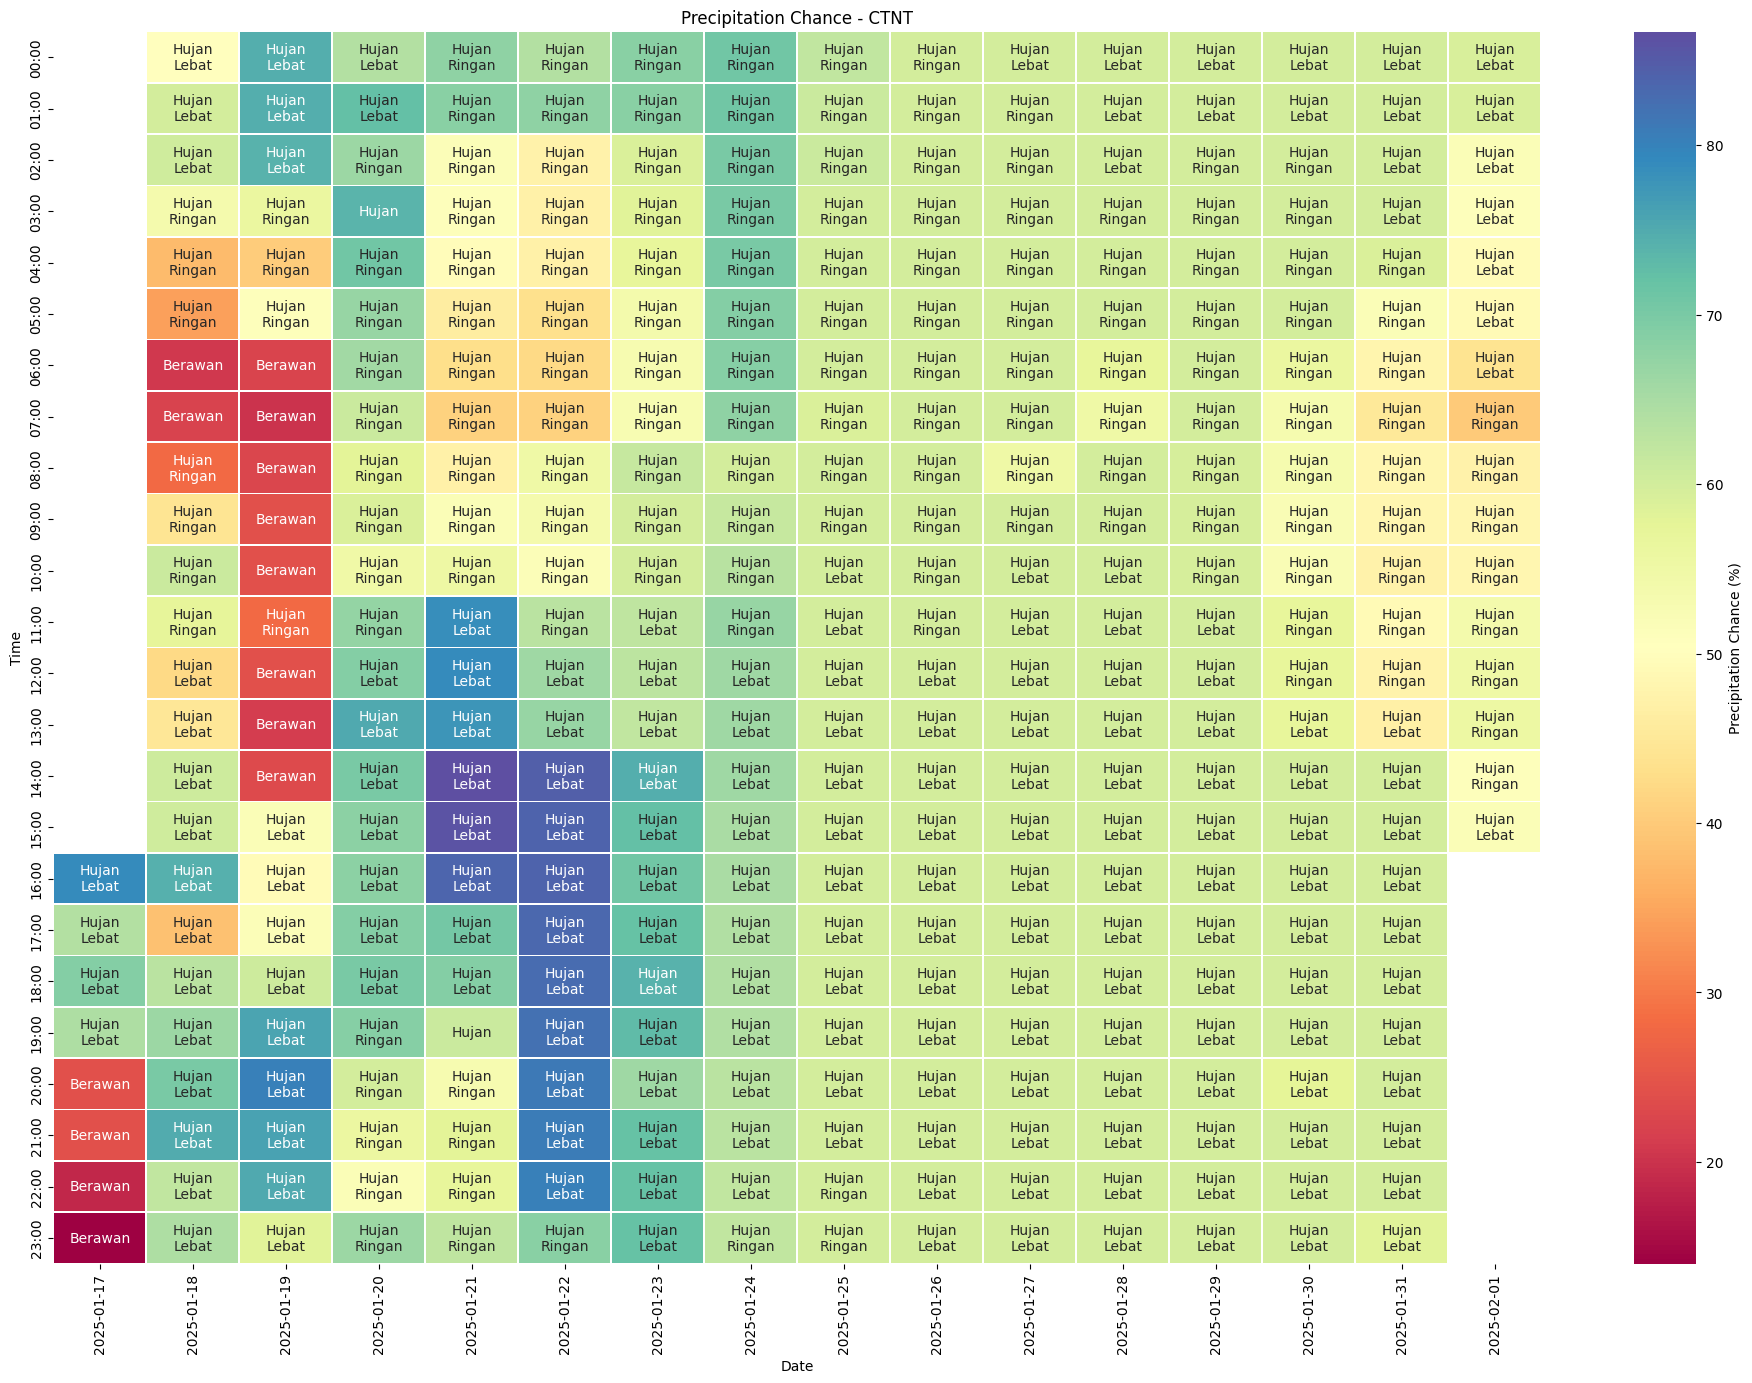 Precipitation Chance - CTNT
00:00 Hujan Lebat Hujan Lebat Hujan Lebat Hujan Ringan Hujan Ringan Hujan Ringan Hujan Ringan Hujan Ringan Hujan Ringan Hujan Lebat Hujan Lebat Hujan Lebat Hujan Lebat Hujan Lebat Hujan Lebat
01:00 Hujan Lebat Hujan Lebat Hujan Lebat Hujan Ringan Hujan Ringan Hujan Ringan Hujan Ringan Hujan Ringan Hujan Ringan Hujan Ringan Hujan Lebat Hujan Lebat Hujan Lebat Hujan Lebat Hujan Lebat
02:00 Hujan Lebat Hujan Lebat Hujan Ringan Hujan Ringan Hujan Ringan Hujan Ringan Hujan Ringan Hujan Ringan Hujan Ringan Hujan Ringan Hujan Lebat Hujan Ringan Hujan Ringan Hujan Lebat Hujan Lebat
03:00 Hujan Ringan Hujan Ringan Hujan Hujan Ringan Hujan Ringan Hujan Ringan Hujan Ringan Hujan Ringan Hujan Ringan Hujan Ringan Hujan Ringan Hujan Ringan Hujan Ringan Hujan Lebat Hujan Lebat
04:00 Hujan Ringan Hujan Ringan Hujan Ringan Hujan Ringan Hujan Ringan Hujan Ringan Hujan Ringan Hujan Ringan Hujan Ringan Hujan Ringan Hujan Ringan Hujan Ringan Hujan Ringan Hujan Ringan Hujan Lebat
05:00 Hujan Ringan Hujan Ringan Hujan Ringan Hujan Ringan Hujan Ringan Hujan Ringan Hujan Ringan Hujan Ringan Hujan Ringan Hujan Ringan Hujan Ringan Hujan Ringan Hujan Ringan Hujan Ringan Hujan Lebat
06:00 Berawan Berawan Hujan Ringan Hujan Ringan Hujan Ringan Hujan Ringan Hujan Ringan Hujan Ringan Hujan Ringan Hujan Ringan Hujan Ringan Hujan Ringan Hujan Ringan Hujan Ringan Hujan Lebat
07:00 Berawan Berawan Hujan Ringan Hujan Ringan Hujan Ringan Hujan Ringan Hujan Ringan Hujan Ringan Hujan Ringan Hujan Ringan Hujan Ringan Hujan Ringan Hujan Ringan Hujan Ringan Hujan Ringan
08:00 Hujan Ringan Berawan Hujan Ringan Hujan Ringan Hujan Ringan Hujan Ringan Hujan Ringan Hujan Ringan Hujan Ringan Hujan Ringan Hujan Ringan Hujan Ringan Hujan Ringan Hujan Ringan Hujan Ringan
09:00 Hujan Ringan Berawan Hujan Ringan Hujan Ringan Hujan Ringan Hujan Ringan Hujan Ringan Hujan Ringan Hujan Ringan Hujan Ringan Hujan Ringan Hujan Ringan Hujan Ringan Hujan Ringan Hujan Ringan
10:00 Hujan Ringan Berawan Hujan Ringan Hujan Ringan Hujan Ringan Hujan Ringan Hujan Ringan Hujan Lebat Hujan Ringan Hujan Lebat Hujan Lebat Hujan Ringan Hujan Ringan Hujan Ringan Hujan Ringan
11:00 Hujan Ringan Hujan Ringan Hujan Ringan Hujan Lebat Hujan Ringan Hujan Lebat Hujan Ringan Hujan Lebat Hujan Ringan Hujan Lebat Hujan Lebat Hujan Lebat Hujan Ringan Hujan Ringan Hujan Ringan
12:00 Hujan Lebat Berawan Hujan Lebat Hujan Lebat Hujan Lebat Hujan Lebat Hujan Lebat Hujan Lebat Hujan Lebat Hujan Lebat Hujan Lebat Hujan Lebat Hujan Ringan Hujan Ringan Hujan Ringan
13:00 Hujan Lebat Berawan Hujan Lebat Hujan Lebat Hujan Lebat Hujan Lebat Hujan Lebat Hujan Lebat Hujan Lebat Hujan Lebat Hujan Lebat Hujan Lebat Hujan Lebat Hujan Lebat Hujan Ringan
14:00 Hujan Lebat Berawan Hujan Lebat Hujan Lebat Hujan Lebat Hujan Lebat Hujan Lebat Hujan Lebat Hujan Lebat Hujan Lebat Hujan Lebat Hujan Lebat Hujan Lebat Hujan Lebat Hujan Ringan
15:00 Hujan Lebat Hujan Lebat Hujan Lebat Hujan Lebat Hujan Lebat Hujan Lebat Hujan Lebat Hujan Lebat Hujan Lebat Hujan Lebat Hujan Lebat Hujan Lebat Hujan Lebat Hujan Lebat Hujan Lebat
16:00 Hujan Lebat Hujan Lebat Hujan Lebat Hujan Lebat Hujan Lebat Hujan Lebat Hujan Lebat Hujan Lebat Hujan Lebat Hujan Lebat Hujan Lebat Hujan Lebat Hujan Lebat Hujan Lebat Hujan Lebat
17:00 Hujan Lebat Hujan Lebat Hujan Lebat Hujan Lebat Hujan Lebat Hujan Lebat Hujan Lebat Hujan Lebat Hujan Lebat Hujan Lebat Hujan Lebat Hujan Lebat Hujan Lebat Hujan Lebat Hujan Lebat
18:00 Hujan Lebat Hujan Lebat Hujan Lebat Hujan Lebat Hujan Lebat Hujan Lebat Hujan Lebat Hujan Lebat Hujan Lebat Hujan Lebat Hujan Lebat Hujan Lebat Hujan Lebat Hujan Lebat Hujan Lebat
19:00 Hujan Lebat Hujan Lebat Hujan Lebat Hujan Ringan Hujan Hujan Lebat Hujan Lebat Hujan Lebat Hujan Lebat Hujan Lebat Hujan Lebat Hujan Lebat Hujan Lebat Hujan Lebat Hujan Lebat
20:00 Berawan Hujan Lebat Hujan Lebat Hujan Ringan Hujan Ringan Hujan Lebat Hujan Lebat Hujan Lebat Hujan Lebat Hujan Lebat Hujan Lebat Hujan Lebat Hujan Lebat Hujan Lebat Hujan Lebat
21:00 Berawan Hujan Lebat Hujan Lebat Hujan Ringan Hujan Ringan Hujan Lebat Hujan Lebat Hujan Lebat Hujan Lebat Hujan Lebat Hujan Lebat Hujan Lebat Hujan Lebat Hujan Lebat Hujan Lebat
22:00 Berawan Hujan Lebat Hujan Lebat Hujan Ringan Hujan Ringan Hujan Lebat Hujan Lebat Hujan Lebat Hujan Ringan Hujan Lebat Hujan Lebat Hujan Lebat Hujan Lebat Hujan Lebat Hujan Lebat
23:00 Berawan Hujan Lebat Hujan Lebat Hujan Ringan Hujan Ringan Hujan Ringan Hujan Lebat Hujan Ringan Hujan Ringan Hujan Lebat Hujan Lebat Hujan Lebat Hujan Lebat Hujan Lebat Hujan Lebat
Time
2025-01-17 2025-01-18 2025-01-19 2025-01-20 2025-01-21 2025-01-22 2025-01-23 2025-01-24 2025-01-25 2025-01-26 2025-01-27 2025-01-28 2025-01-29 2025-01-30 2025-01-31 2025-02-01
Date
80
70
60
50
40
30
20
Precipitation Chance (%)